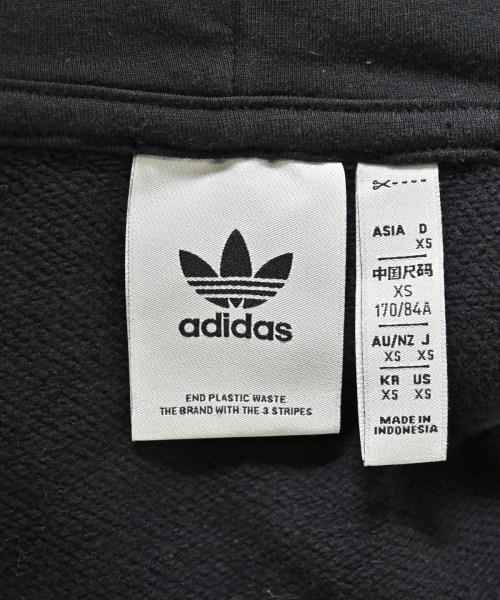 adidas
END PLASTIC WASTE
THE BRAND WITH THE 3 STRIPES
ASIA D
XS
中国尺码
XS
170/84A
AU/NZ J
XS XS
KR US
XS XS
MADE IN
INDONESIA